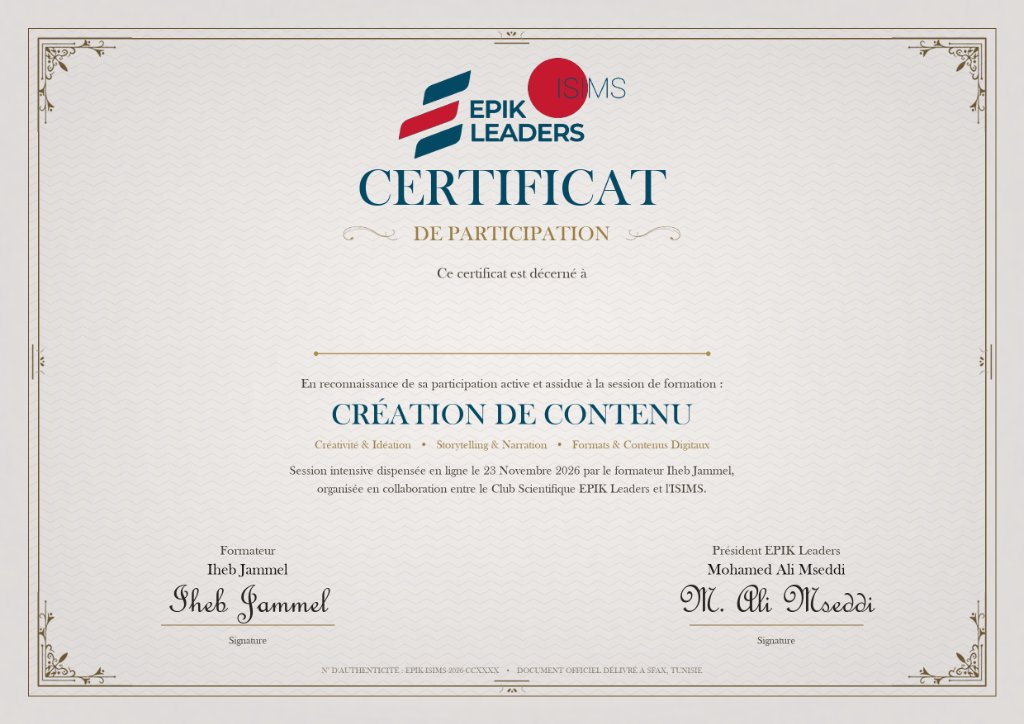 ISIMS
EPIK
LEADERS
CERTIFICAT
DE PARTICIPATION
Ce certificat est décerné à
En reconnaissance de sa participation active et assidue à la session de formation :
CRÉATION DE CONTENU
Créativité & Idéation • Storytelling & Narration • Formats & Contenus Digitaux
Session intensive dispensée en ligne le 23 Novembre 2026 par le formateur Iheb Jammel,
organisée en collaboration entre le Club Scientifique EPIK Leaders et l'ISIMS.
Formateur
Iheb Jammel
Iheb Jammel
Signature
Président EPIK Leaders
Mohamed Ali Mseddi
M. Ali Mseddi
Signature
N° D'AUTHENTICITÉ : EPIK-ISIMS-2026-CCXXXX • DOCUMENT OFFICIEL DÉLIVRÉ À SFAX, TUNISIE